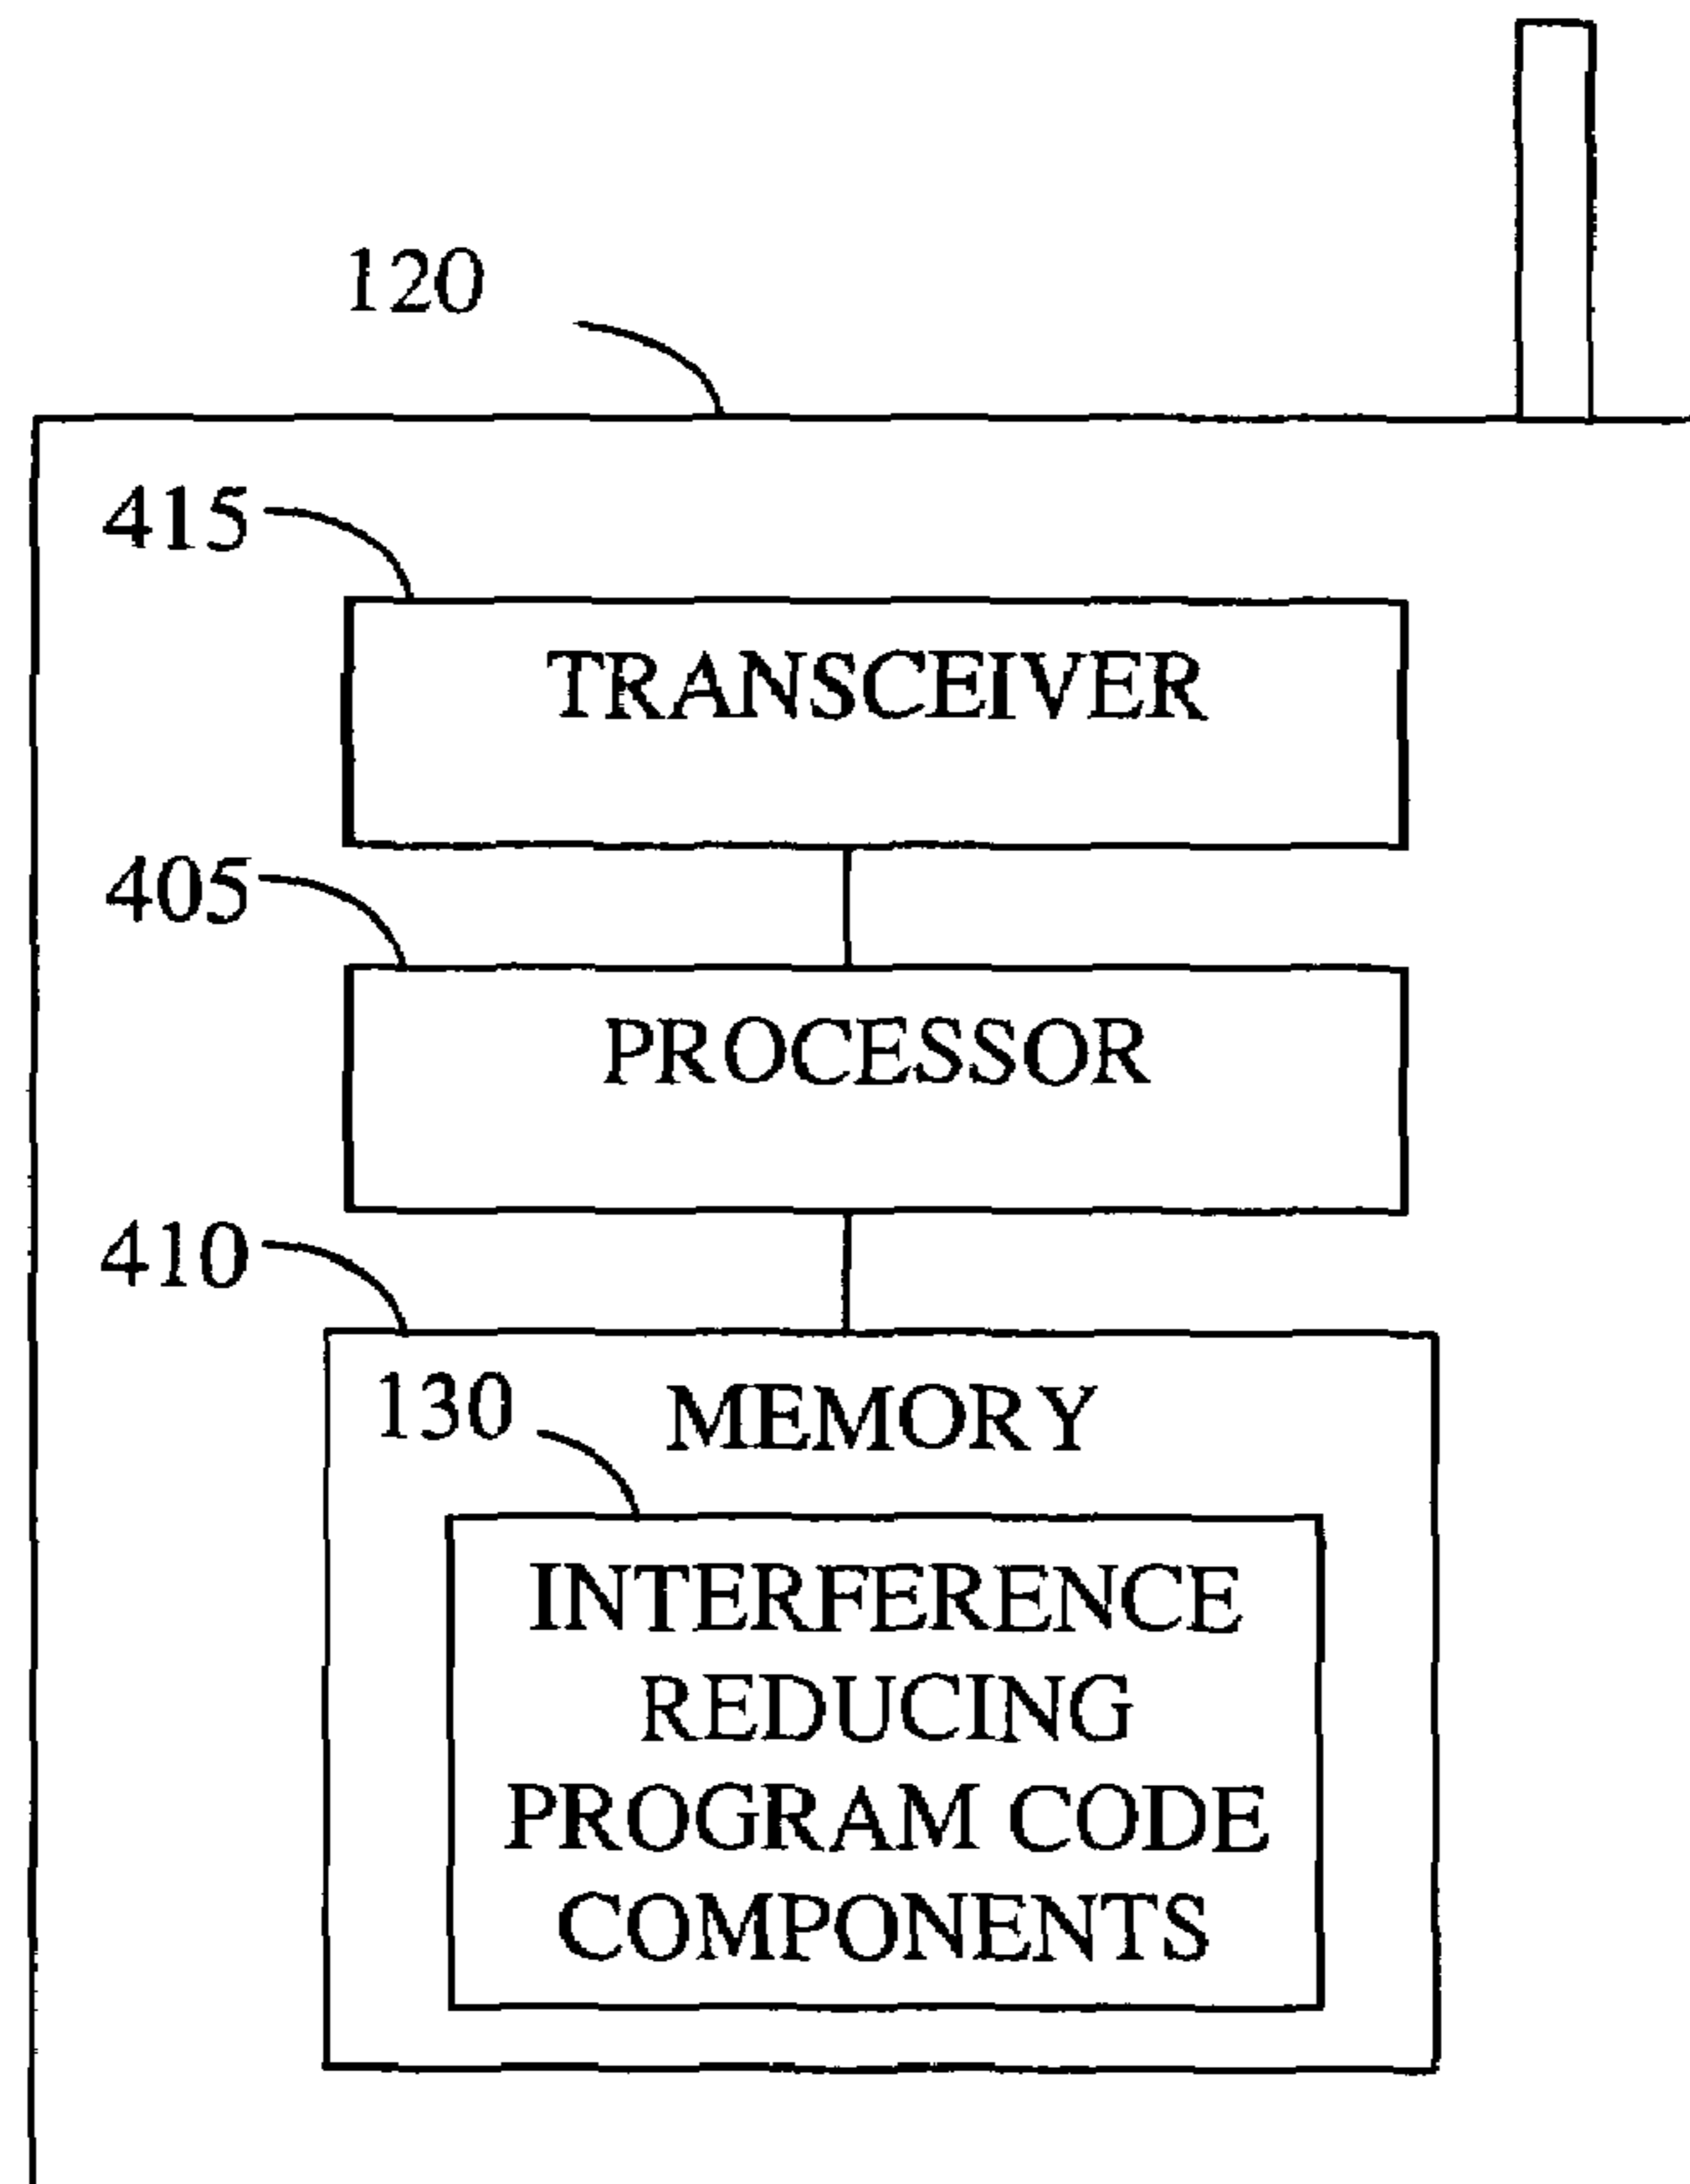 120
415
TRANSCEIVER
405
PROCESSOR
410
130
MEMORY
INTERFERENCE
REDUCING
PROGRAM CODE
COMPONENTS